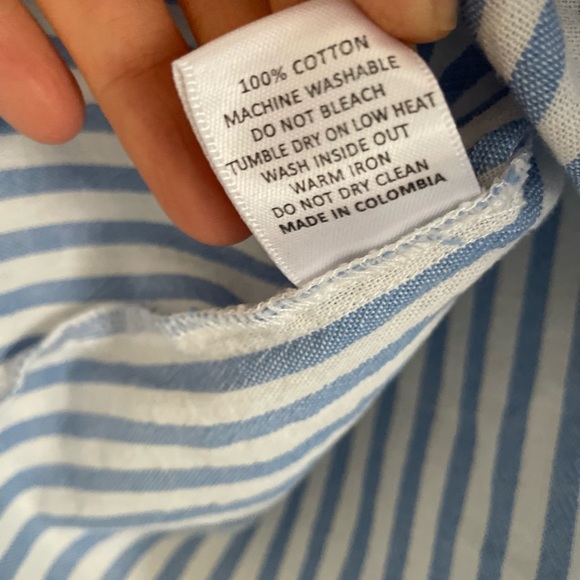 100% COTTON
MACHINE WASHABLE
DO NOT BLEACH
TUMBLE DRY ON LOW HEAT
WASH INSIDE OUT
WARM IRON
DO NOT DRY CLEAN
MADE IN COLOMBIA